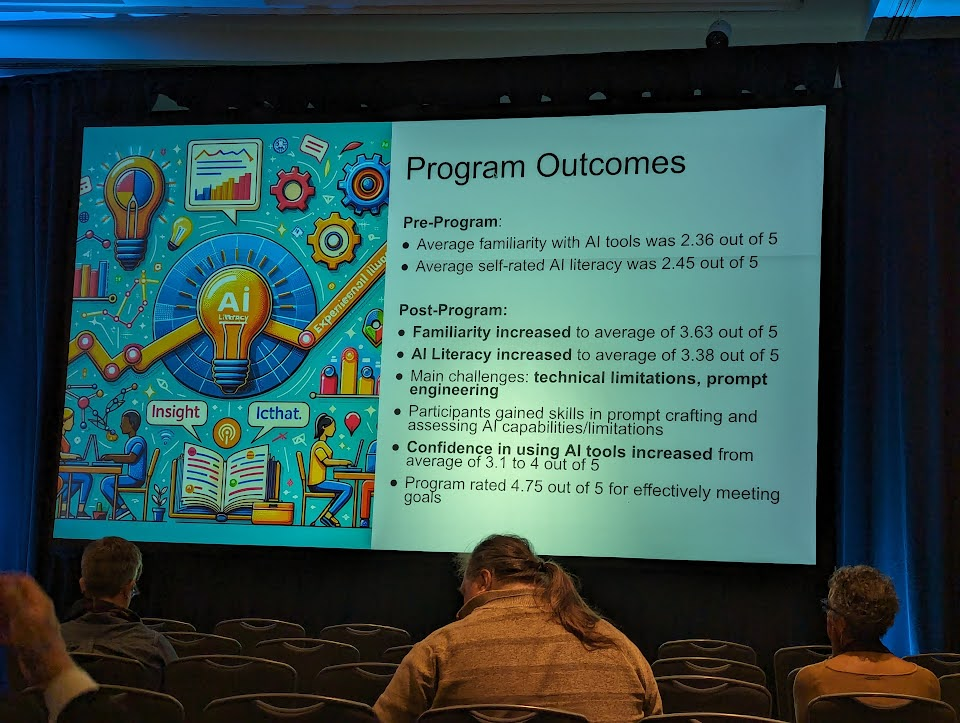 Program Outcomes
Pre-Program:
• Average familiarity with AI tools was 2.36 out of 5
• Average self-rated AI literacy was 2.45 out of 5
Post-Program:
• Familiarity increased to average of 3.63 out of 5
• AI Literacy increased to average of 3.38 out of 5
• Main challenges: technical limitations, prompt
engineering
• Participants gained skills in prompt crafting and
assessing AI capabilities/limitations
• Confidence in using AI tools increased from
average of 3.1 to 4 out of 5
• Program rated 4.75 out of 5 for effectively meeting
goals
Ai
Literacy
Insight
Icthat.